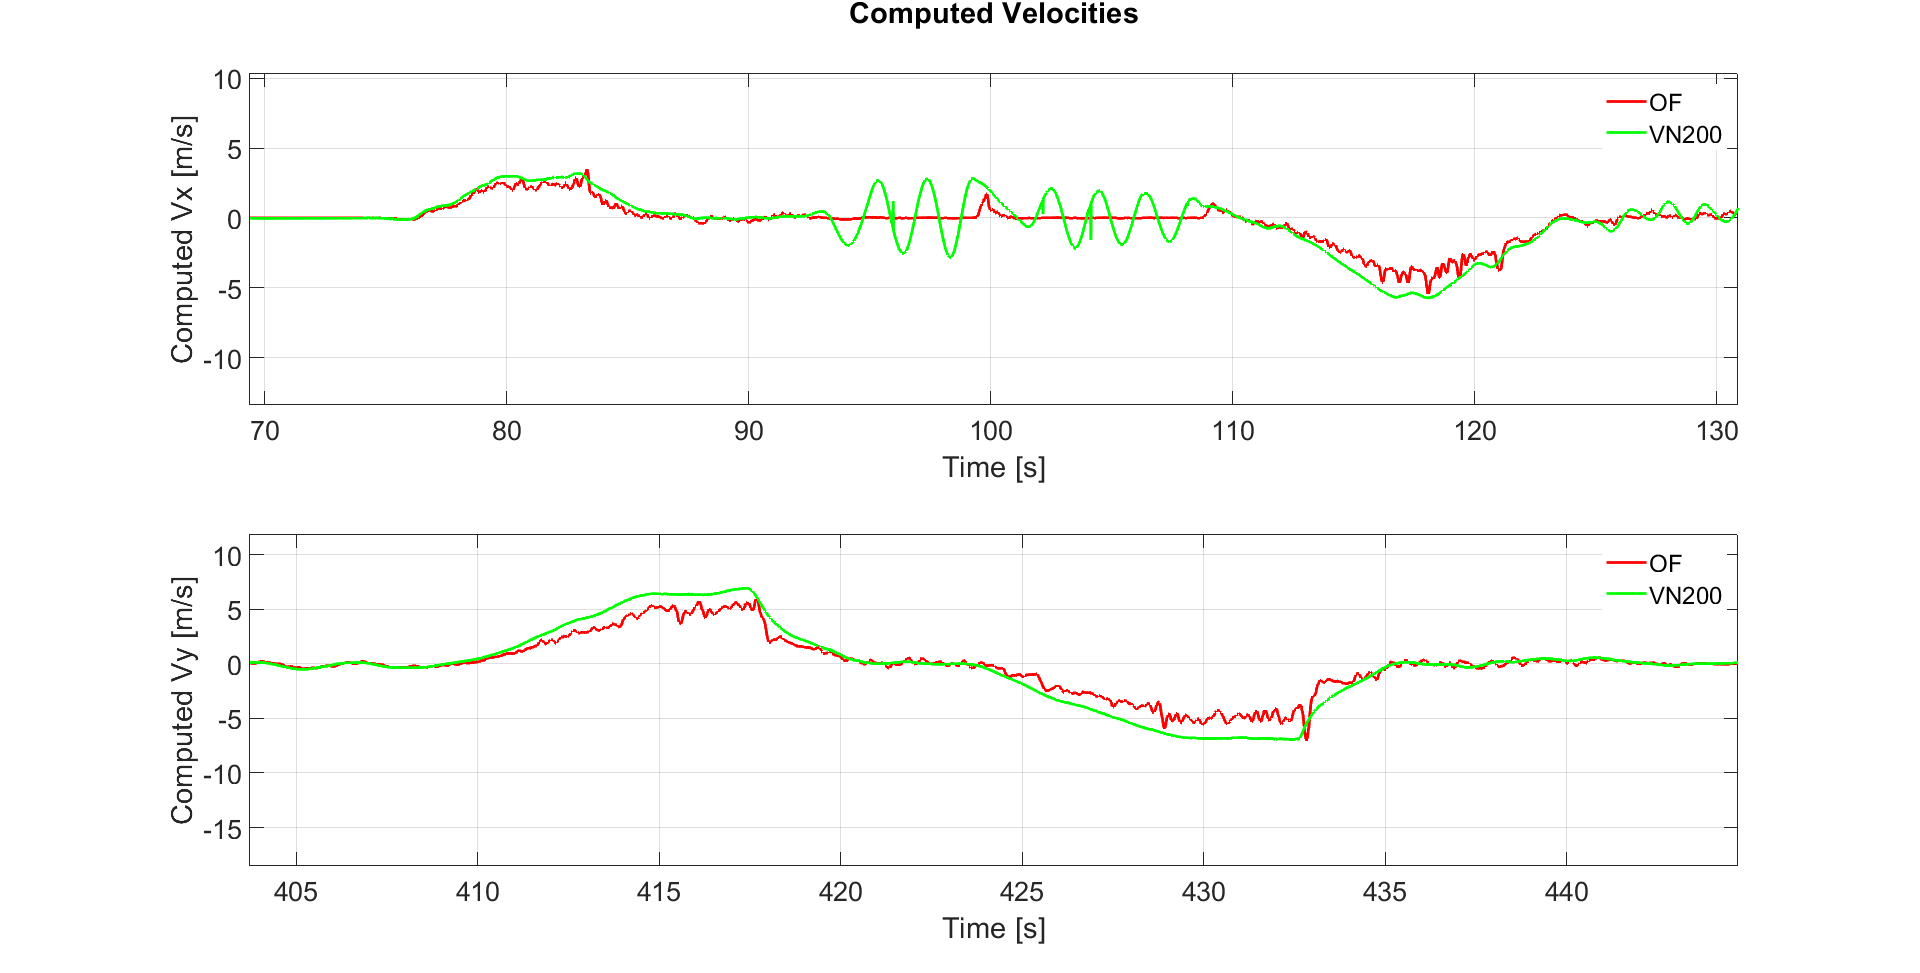 Computed Velocities
10
5
0
-5
-10
Computed Vx [m/s]
OF
VN200
70 80 90 100 110 120 130
Time [s]
10
5
0
-5
-10
-15
Computed Vy [m/s]
OF
VN200
405 410 415 420 425 430 435 440
Time [s]